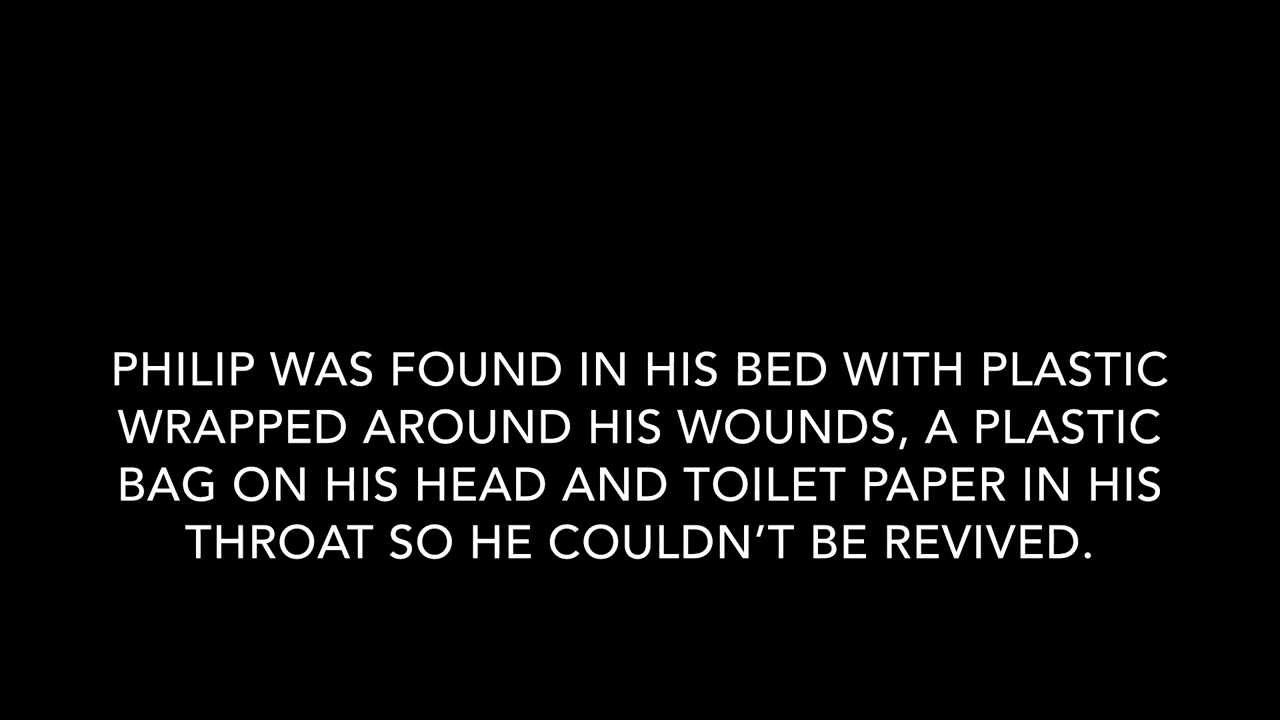 PHILIP WAS FOUND IN HIS BED WITH PLASTIC
WRAPPED AROUND HIS WOUNDS, A PLASTIC
BAG ON HIS HEAD AND TOILET PAPER IN HIS
THROAT SO HE COULDN’T BE REVIVED.